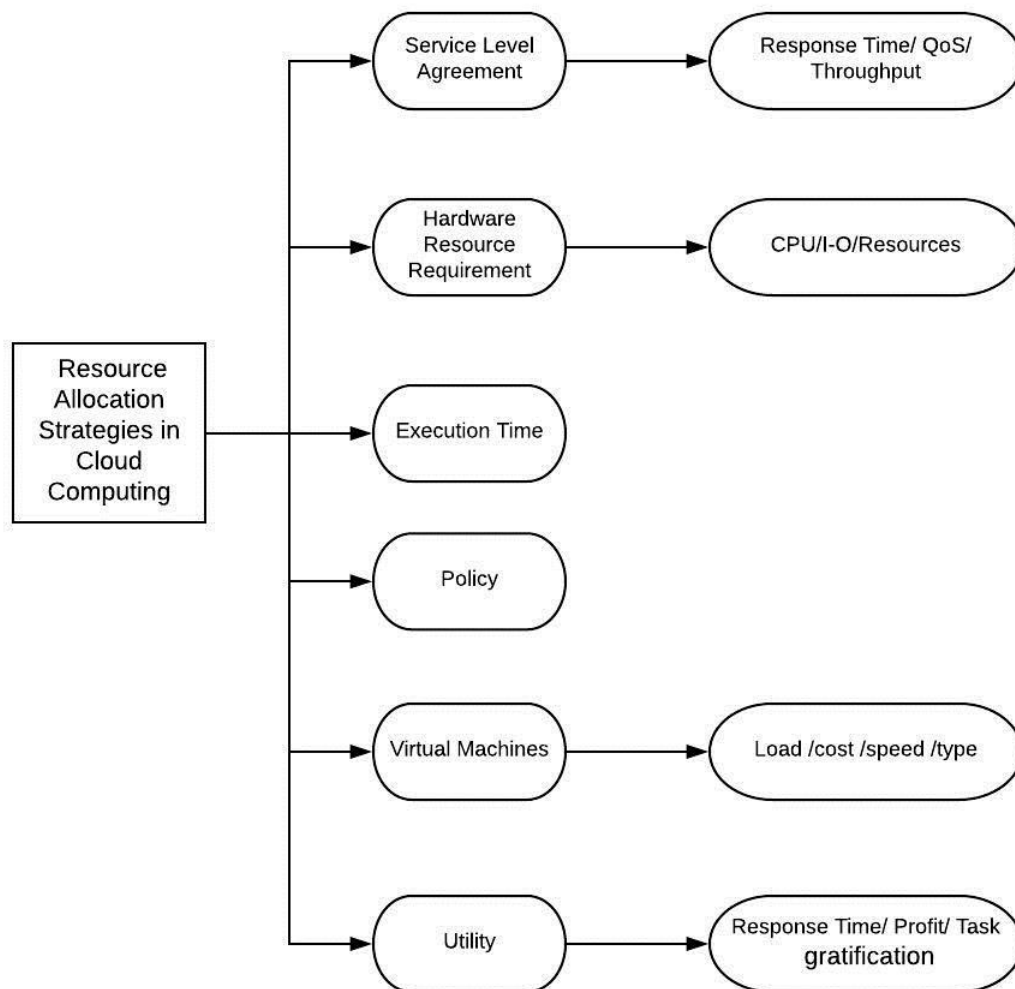 Service Level
Agreement
Response Time/ QoS/
Throughput
Hardware
Resource
Requirement
CPU/I-O/Resources
Resource
Allocation
Strategies in
Cloud
Computing
Execution Time
Policy
Virtual Machines
Load /cost /speed /type
Utility
Response Time/ Profit/ Task
gratification